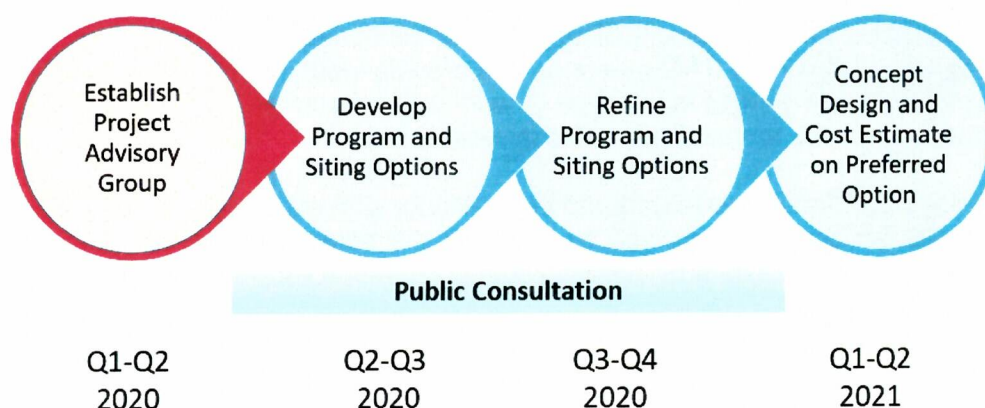 Establish
Project
Advisory
Group
Develop
Program and
Siting Options
Refine
Program and
Siting Options
Concept
Design and
Cost Estimate
on Preferred
Option
Public Consultation
Q1-Q2
2020
Q2-Q3
2020
Q3-Q4
2020
Q1-Q2
2021